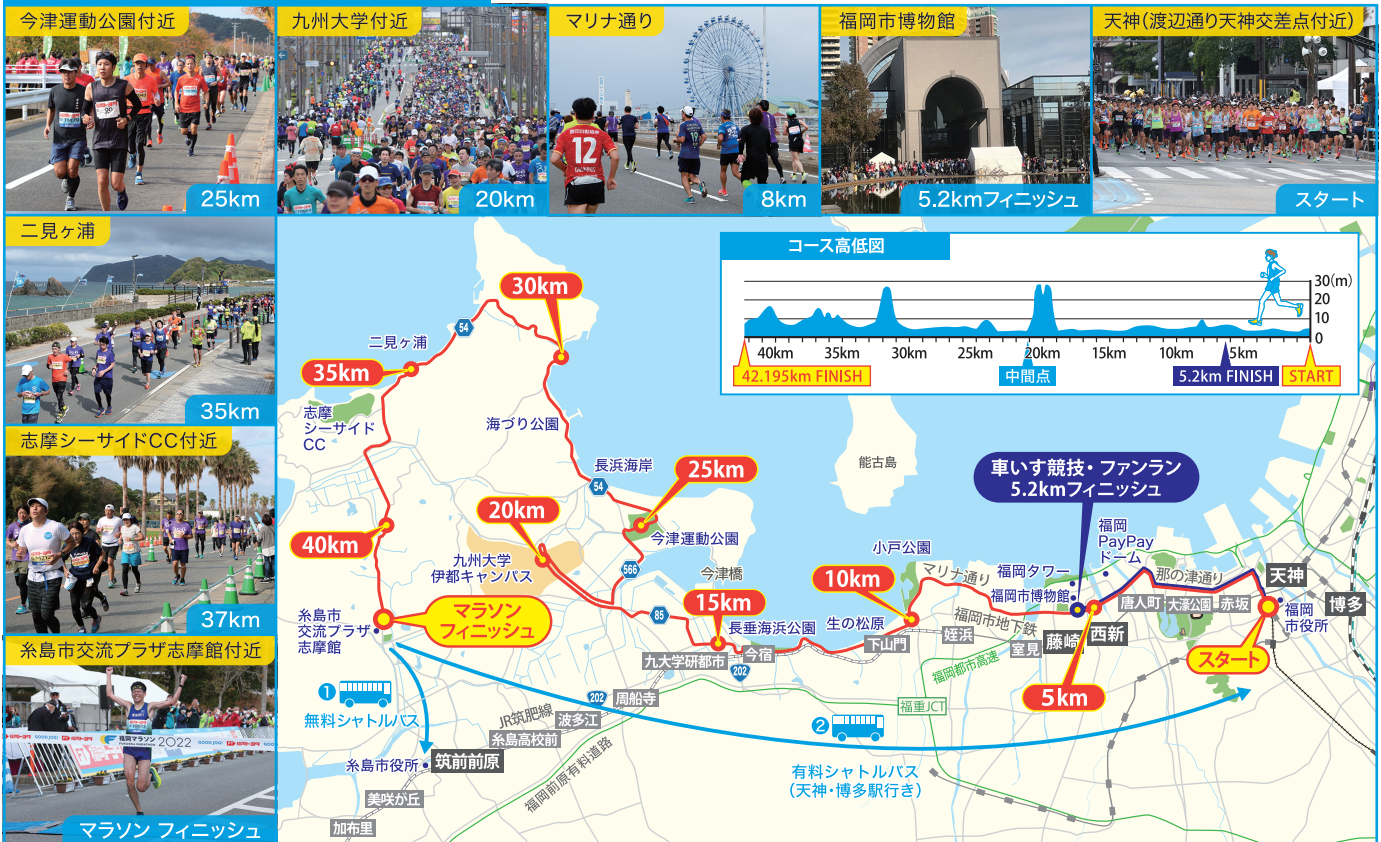 今津運動公園付近
25km
九州大学付近
20km
マリナ通り
12
8km
福岡市博物館
5.2kmフィニッシュ
天神(渡辺通り天神交差点付近)
スタート
二見ヶ浦
35km
志摩シーサイドCC付近
37km
糸島市交流プラザ志摩館付近
福岡マラソン
2022
マラソン フィニッシュ
コース高低図
30(m)
20
10
0
40km
35km
30km
25km
20km
15km
10km
5km
42.195km FINISH
中間点
5.2km FINISH
START
30km
54
二見ヶ浦
35km
志摩
シーサイド
CC
海づり公園
長浜海岸
54
25km
能古島
車いす競技・ファンラン
5.2kmフィニッシュ
20km
今津運動公園
九州大学
伊都キャンパス
40km
566
今津橋
小戸公園
マリナ通り
福岡
PayPay
ドーム
福岡タワー
福岡市博物館
那の津通り
天神
10km
85
15km
マラソン
フィニッシュ
糸島市
交流プラザ
志摩館
長垂海浜公園
生の松原
下山門
姪浜
福岡市地下鉄
室見
藤崎
西新
唐人町
大濠公園
赤坂
福岡
市役所
博多
スタート
九大学研都市
今宿
202
福岡都市高速
5km
1
無料シャトルバス
202
周船寺
福重JCT
JR筑肥線
波多江
糸島高校前
2
有料シャトルバス
(天神・博多駅行き)
糸島市役所
筑前前原
福岡前原有料道路
美咲が丘
加布里